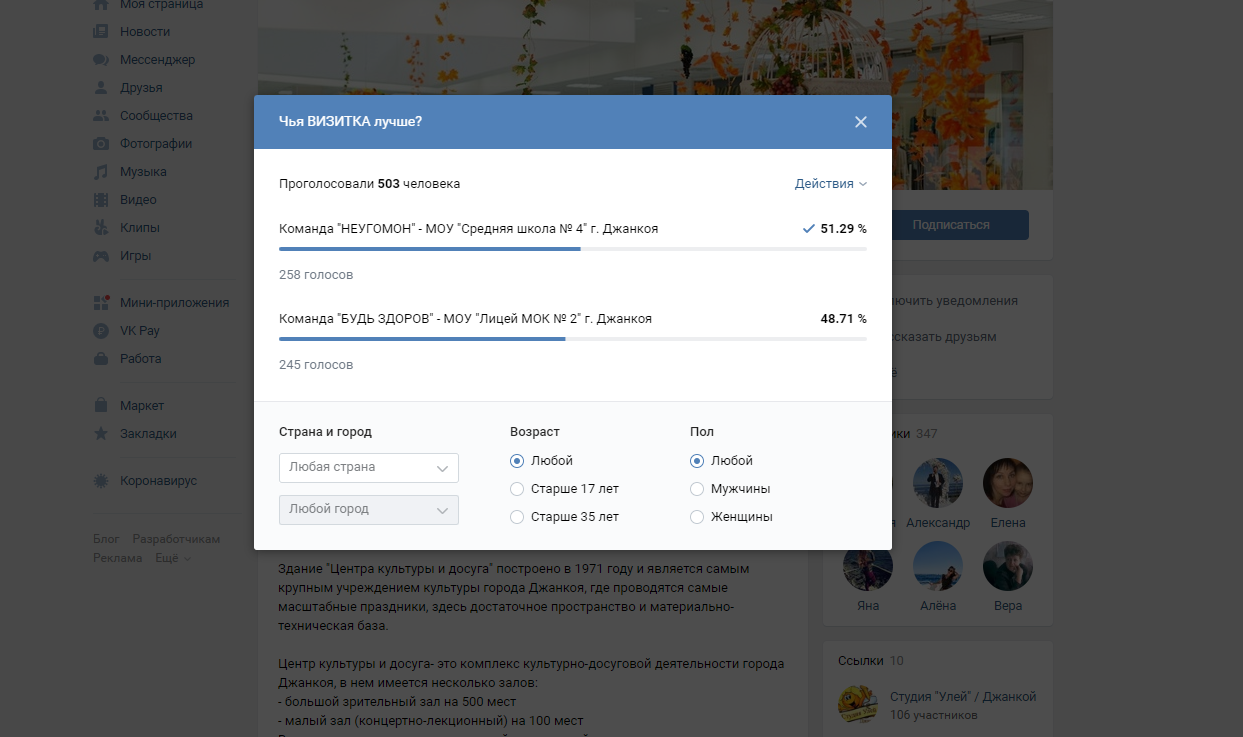 Моя страница
Новости
Мессенджер
Друзья
Сообщества
Фотографии
Музыка
Видео
Клипы
Игры
Мини-приложения
VK Pay
Работа
Маркет
Закладки
Коронавирус
Блог Разработчикам
Реклама Ещё
Чья ВИЗИТКА лучше?
Проголосовали 503 человека
Действия
Команда "НЕУГОМОН" - МОУ "Средняя школа № 4" г. Джанкоя
51.29 %
258 голосов
Команда "БУДЬ ЗДОРОВ" - МОУ "Лицей МОК № 2" г. Джанкоя
48.71 %
245 голосов
Страна и город
Любая страна
Любой город
Возраст
Любой
Старше 17 лет
Старше 35 лет
Пол
Любой
Мужчины
Женщины
Здание "Центра культуры и досуга" построено в 1971 году и является самым
крупным учреждением культуры города Джанкоя, где проводятся самые
масштабные праздники, здесь достаточное пространство и материально-
техническая база.
Центр культуры и досуга- это комплекс культурно-досуговой деятельности города
Джанкоя, в нем имеется несколько залов:
- большой зрительный зал на 500 мест
- малый зал (концертно-лекционный) на 100 мест
Подписаться
лючить уведомления
ссказать друзьям
ё
ики 347
я Александр Елена
Яна Алёна Вера
Ссылки 10
Студия "Улей" / Джанкой
106 участников